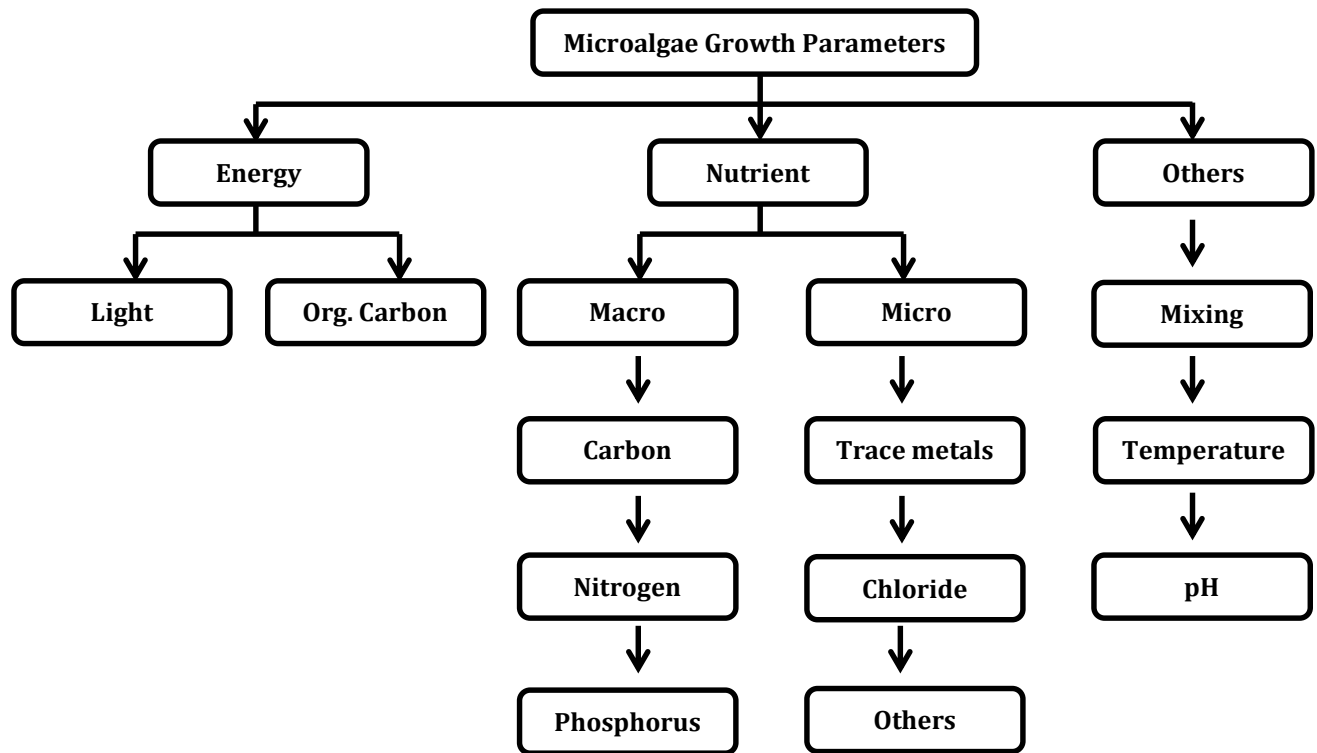 Microalgae Growth Parameters
Energy
Nutrient
Others
Light
Org. Carbon
Macro
Micro
Mixing
Carbon
Trace metals
Temperature
Nitrogen
Chloride
pH
Phosphorus
Others